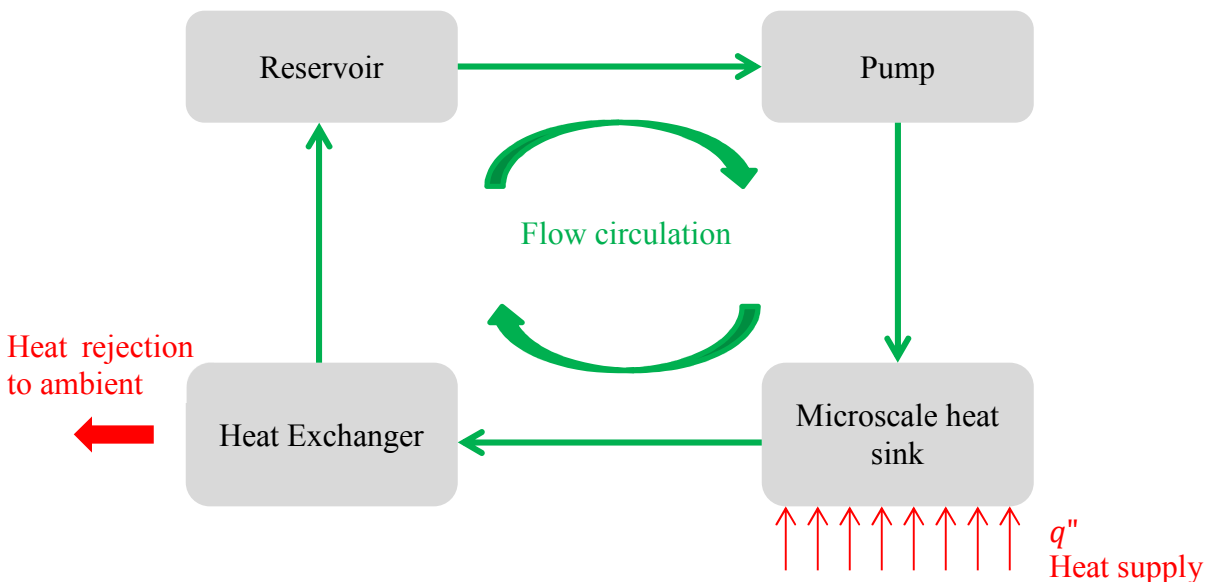 Reservoir
Pump
Flow circulation
Heat rejection
to ambient
Heat Exchanger
Microscale heat
sink
q"
Heat supply